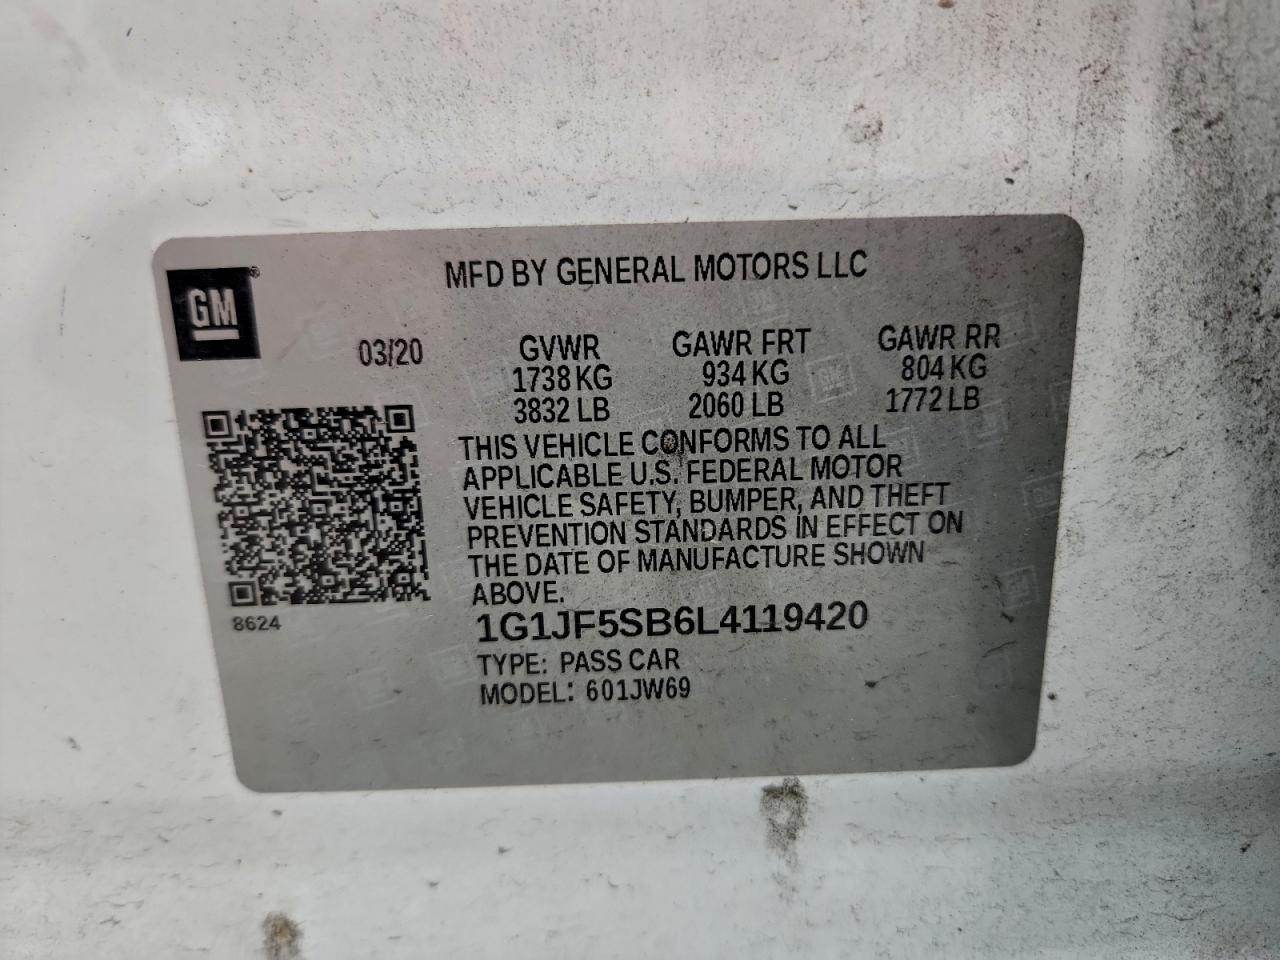 MFD BY GENERAL MOTORS LLC
GM®
03/20
GVWR GAWR FRT GAWR RR
1738 KG 934 KG 804 KG
3832 LB 2060 LB 1772 LB
THIS VEHICLE CONFORMS TO ALL
APPLICABLE U.S. FEDERAL MOTOR
VEHICLE SAFETY, BUMPER, AND THEFT
PREVENTION STANDARDS IN EFFECT ON
THE DATE OF MANUFACTURE SHOWN
ABOVE.
8624
1G1JF5SB6L4119420
TYPE: PASS CAR
MODEL: 601JW69